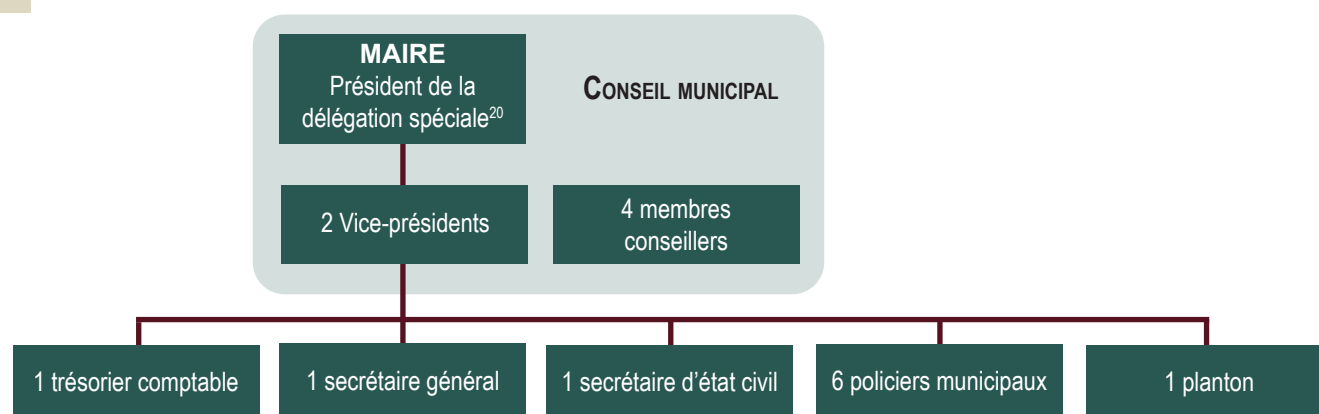 MAIRE
Président de la
délégation spéciale20
CONSEIL MUNICIPAL
2 Vice-présidents
4 membres
conseillers
1 trésorier comptable
1 secrétaire général
1 secrétaire d’état civil
6 policiers municipaux
1 planton